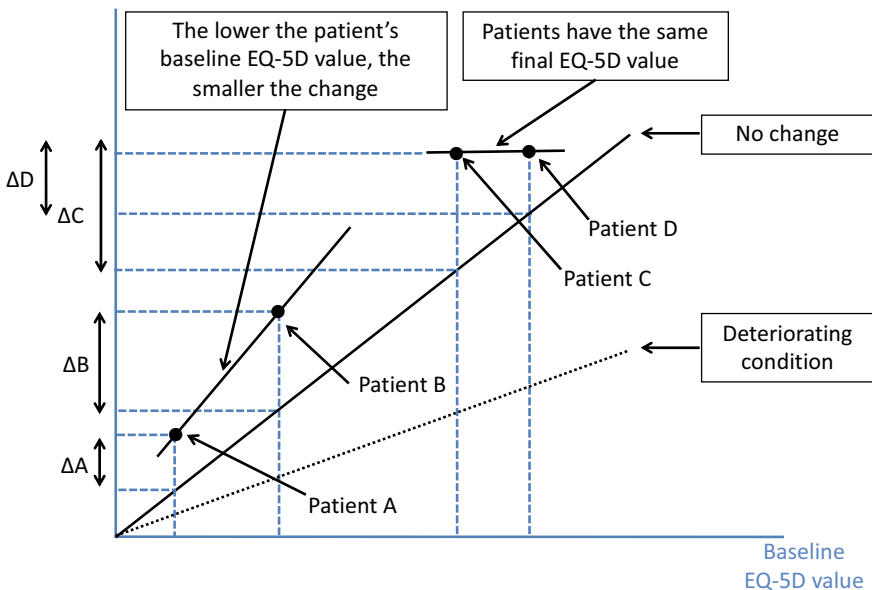 The lower the patient's
baseline EQ-5D value, the
smaller the change
Patients have the same
final EQ-5D value
No change
ΔD
ΔC
Patient D
Patient C
Deteriorating
condition
ΔB
Patient B
ΔA
Patient A
Baseline
EQ-5D value